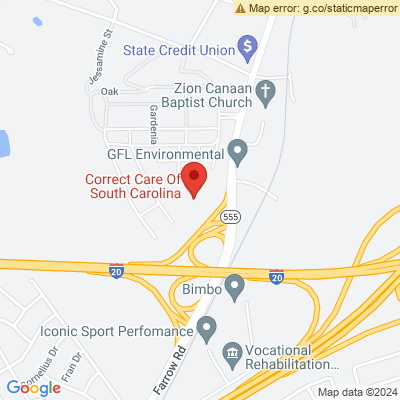 Map error: g.co/staticmaperror
Jessamine St
State Credit Union
$
Oak
Zion Canaan
Baptist Church
Gardenia
GFL Environmental
Correct Care Of
South Carolina
555
20
20
Bimbo
Iconic Sport Perfomance
Farrow Rd
Vocational
Rehabilitation...
Cornelius Dr
Fran Dr
Google
Map data ©2024